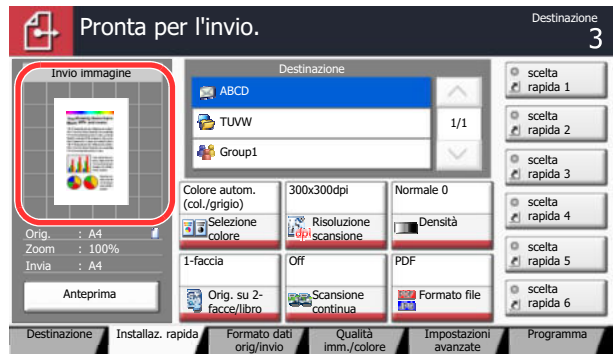 Pronta per l'invio.
Destinazione
3
Invio immagine
Orig. : A4
Zoom : 100%
Invia : A4
Anteprima
Destinazione
ABCD
TUVW
Group1
1/1
Colore autom.
(col./grigio)
Selezione
colore
300x300dpi
dpi
Risoluzione
scansione
Normale 0
Densità
1-faccia
Orig. su 2-
facce/libro
Off
Scansione
continua
PDF
Formato file
scelta
rapida 1
scelta
rapida 2
scelta
rapida 3
scelta
rapida 4
scelta
rapida 5
scelta
rapida 6
Destinazione
Installaz. rapida
Formato dati
orig/invio
Qualità
imm./colore
Impostazioni
avanzate
Programma